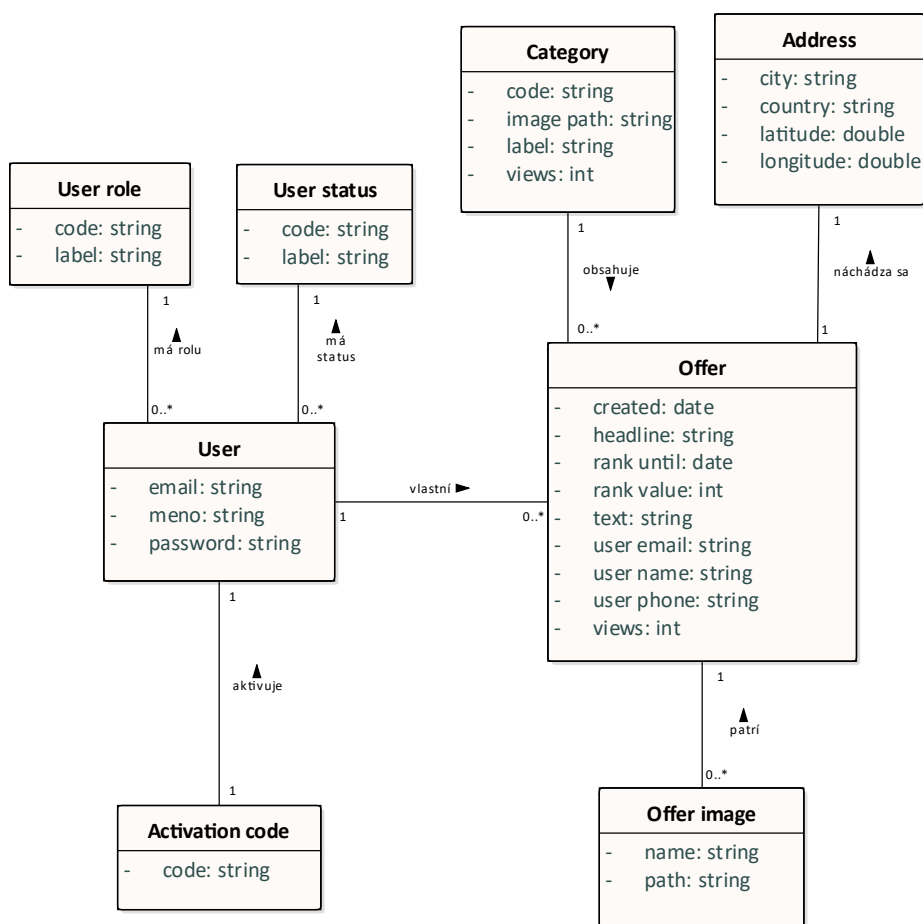 Category
- code: string
- image path: string
- label: string
- views: int
Address
- city: string
- country: string
- latitude: double
- longitude: double
User role
- code: string
- label: string
User status
- code: string
- label: string
1
obsahuje
0..*
1
náchádza sa
1
1
má rolu
0..*
1
má
status
0..*
User
- email: string
- meno: string
- password: string
vlastní
1
0..*
Offer
- created: date
- headline: string
- rank until: date
- rank value: int
- text: string
- user email: string
- user name: string
- user phone: string
- views: int
1
aktivuje
1
1
patrí
0..*
Activation code
- code: string
Offer image
- name: string
- path: string